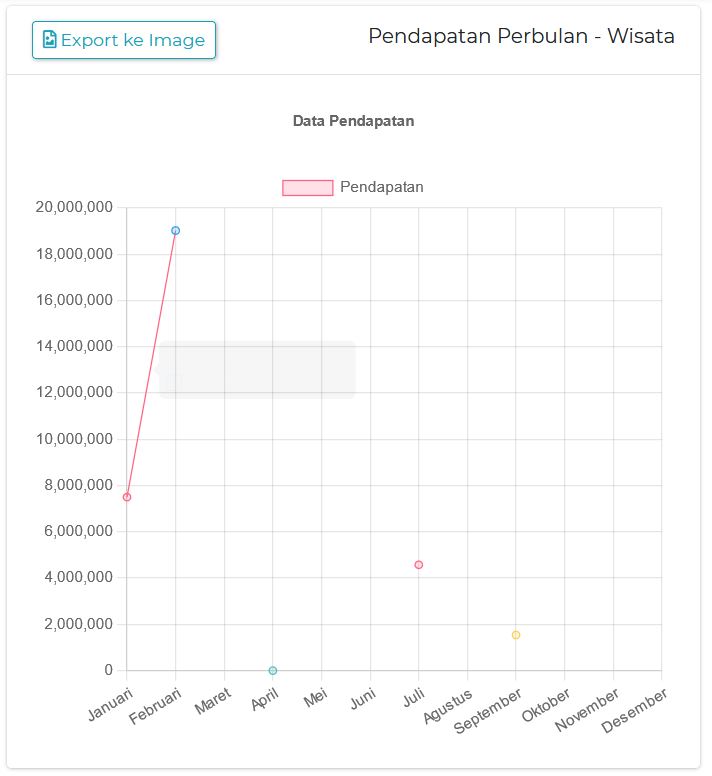 Export ke Image
Pendapatan Perbulan - Wisata
Data Pendapatan
Pendapatan
20,000,000
18,000,000
16,000,000
14,000,000
12,000,000
10,000,000
8,000,000
6,000,000
4,000,000
2,000,000
0
Januari
Februari
Maret
April
Mei
Juni
Juli
Agustus
September
Oktober
November
Desember